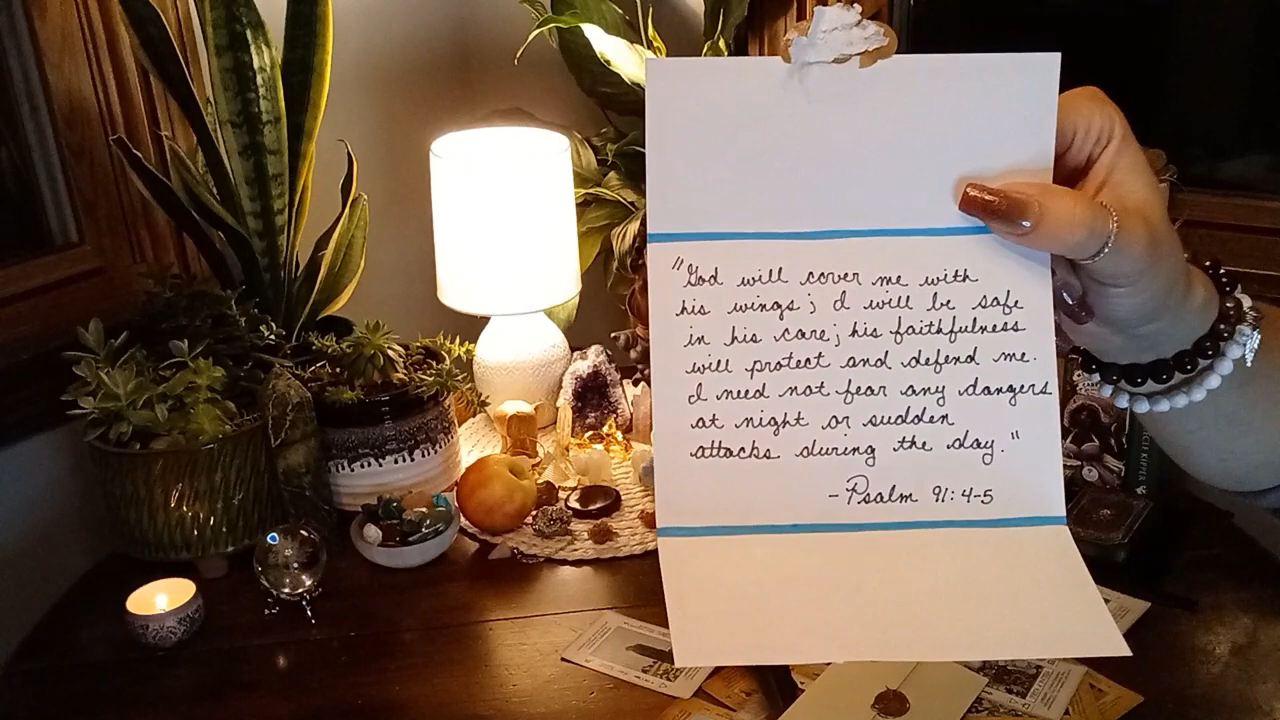 "God will cover me with
his wings; I will be safe
in his care; his faithfulness
will protect and defend me.
I need not fear any dangers
at night or sudden
attacks during the day."
- Psalm 91:4-5
KIPPER